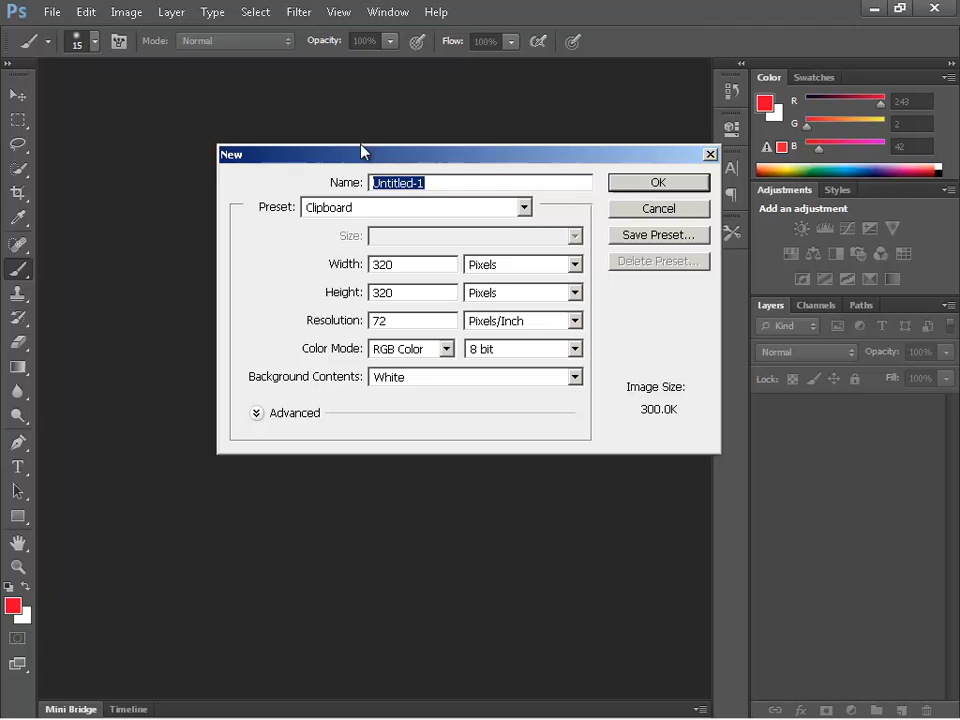 Ps File Edit Image Layer Type Select Filter View Window Help
15 Mode: Normal Opacity: 100% Flow: 100%
Color Swatches
R 243
G 2
B 42
Adjustments Styles
Add an adjustment
Layers Channels Paths
Kind
Normal Opacity: 100%
Lock: Fill: 100%
New
Name: Untitled-1 OK
Preset: Clipboard Cancel
Size: Save Preset...
Width: 320 Pixels Delete Preset...
Height: 320 Pixels
Resolution: 72 Pixels/Inch
Color Mode: RGB Color 8 bit
Background Contents: White
Image Size:
300.0K
Advanced
Mini Bridge Timeline